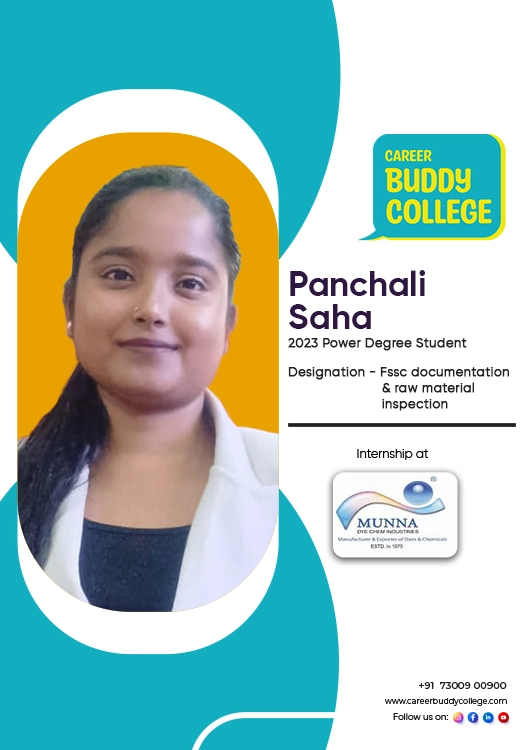 CAREER
BUDDY
COLLEGE
Panchali
Saha
2023 Power Degree Student
Designation - Fssc documentation
& raw material
inspection
Internship at
®
MUNNA
DYE CHEM INDUSTRIES
Manufacturer & Exporter of Dyes & Chemicals
ESTD. in 1975
+91 73009 00900
www.careerbuddycollege.com
Follow us on: